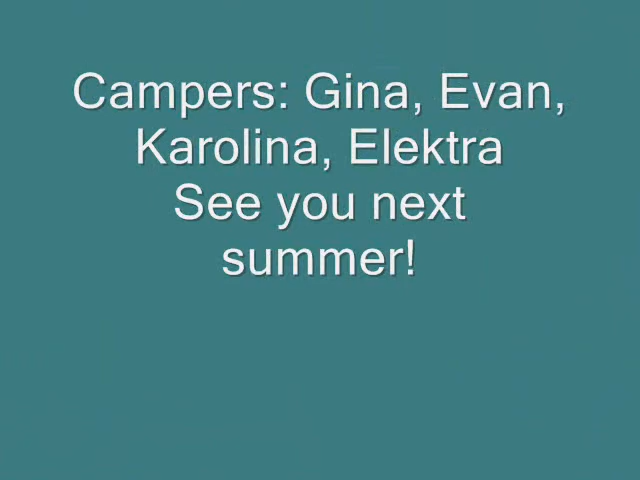 Campers: Gina, Evan,
Karolina, Elektra
See you next
summer!